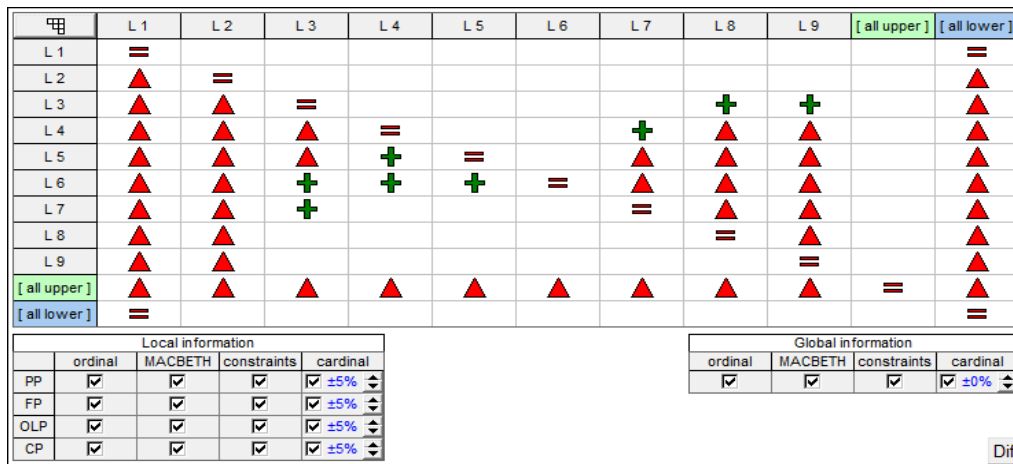 L 1 L 2 L 3 L 4 L 5 L 6 L 7 L 8 L 9 [ all upper ] [ all lower ]
L 1
L 2
L 3
L 4
L 5
L 6
L 7
L 8
L 9
[ all upper ]
[ all lower ]
Local information
ordinal MACBETH constraints cardinal
PP ±5%
FP ±5%
OLP ±5%
CP ±5%
Global information
ordinal MACBETH constraints cardinal
±0%
Dif